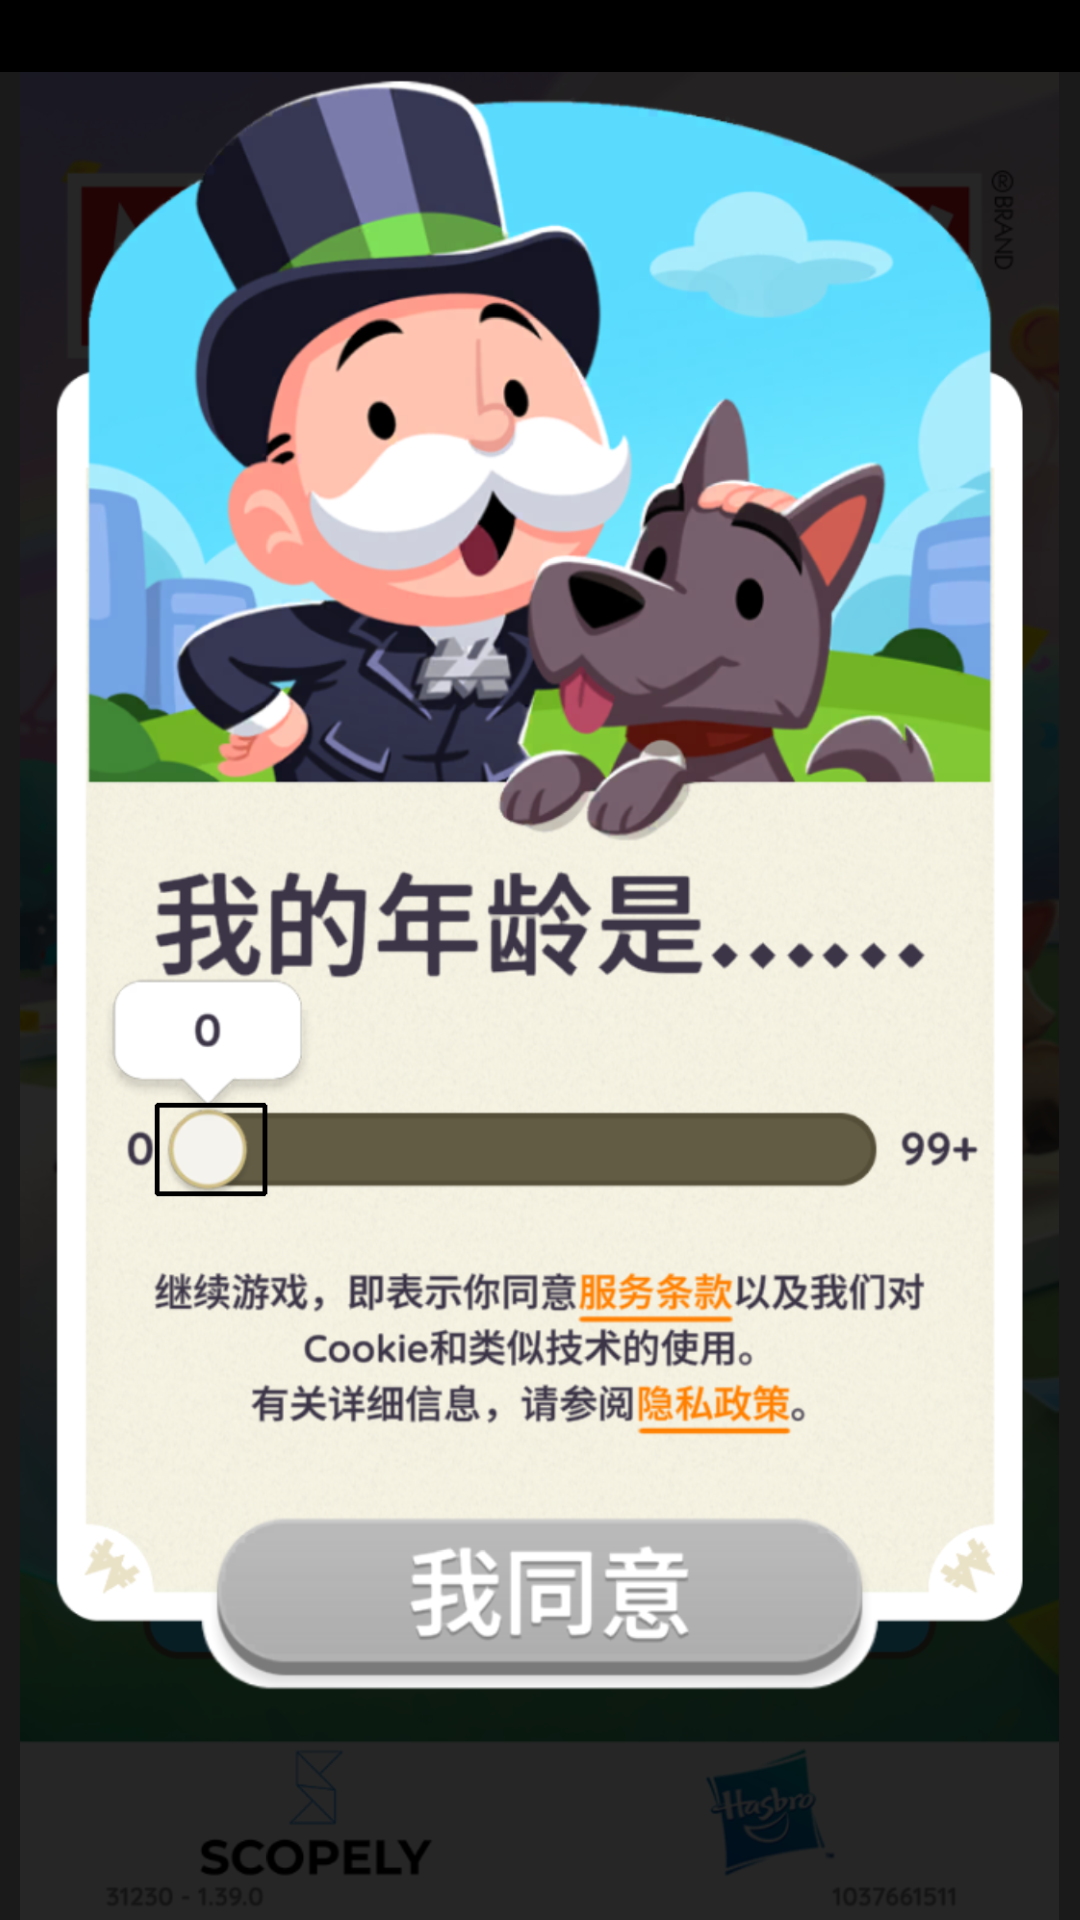 ®BRAND
我的年龄是......
0
0
99+
继续游戏，即表示你同意服务条款以及我们对
Cookie和类似技术的使用。
有关详细信息，请参阅隐私政策。
我同意
SCOPELY
Hasbro
31230 - 1.39.0
1037661511